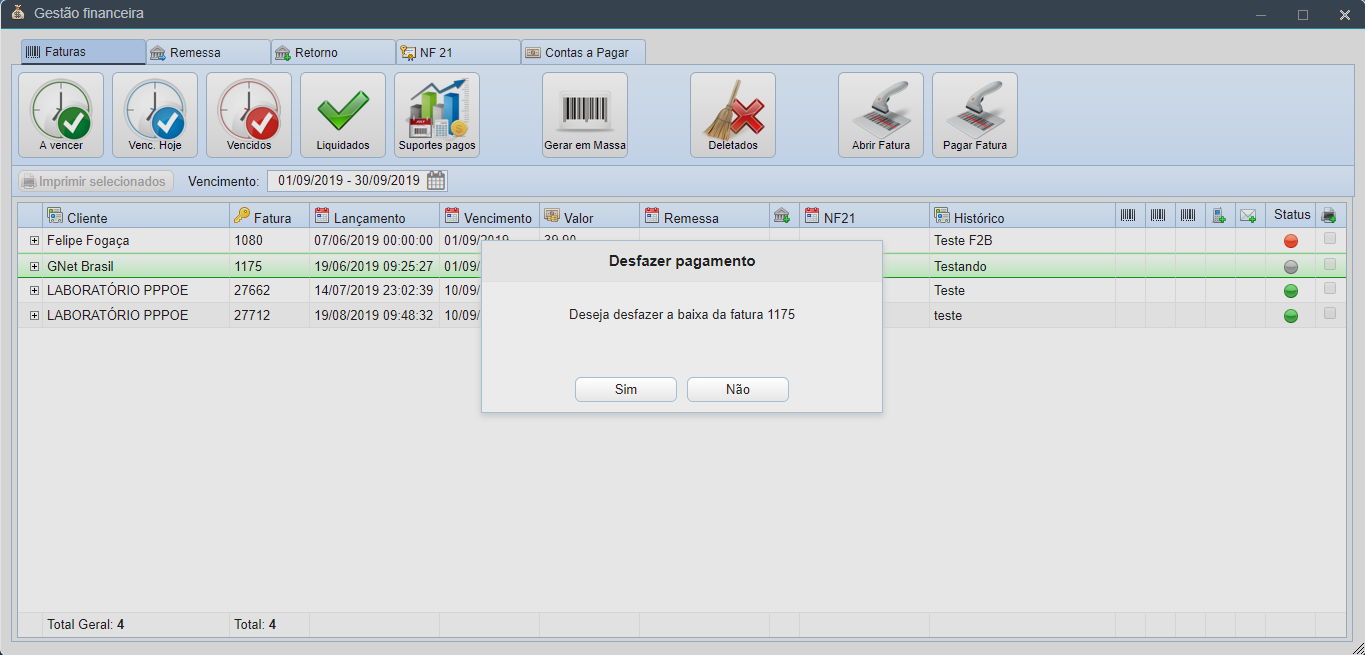 Gestão financeira
Faturas Remessa Retorno NF 21 Contas a Pagar
A vencer Venc. Hoje Vencidos Liquidados Suportes pagos Gerar em Massa Deletados Abrir Fatura Pagar Fatura
Imprimir selecionados Vencimento: 01/09/2019 - 30/09/2019
Cliente Fatura Lançamento Vencimento Valor Remessa NF21 Histórico Status
Felipe Fogaça 1080 07/06/2019 00:00:00 01/09/2019 39,90 Teste F2B
GNet Brasil 1175 19/06/2019 09:25:27 01/09/ Testando
LABORATÓRIO PPPOE 27662 14/07/2019 23:02:39 10/09/ Teste
LABORATÓRIO PPPOE 27712 19/08/2019 09:48:32 10/09/ teste
Desfazer pagamento
Deseja desfazer a baixa da fatura 1175
Sim Não
Total Geral: 4 Total: 4